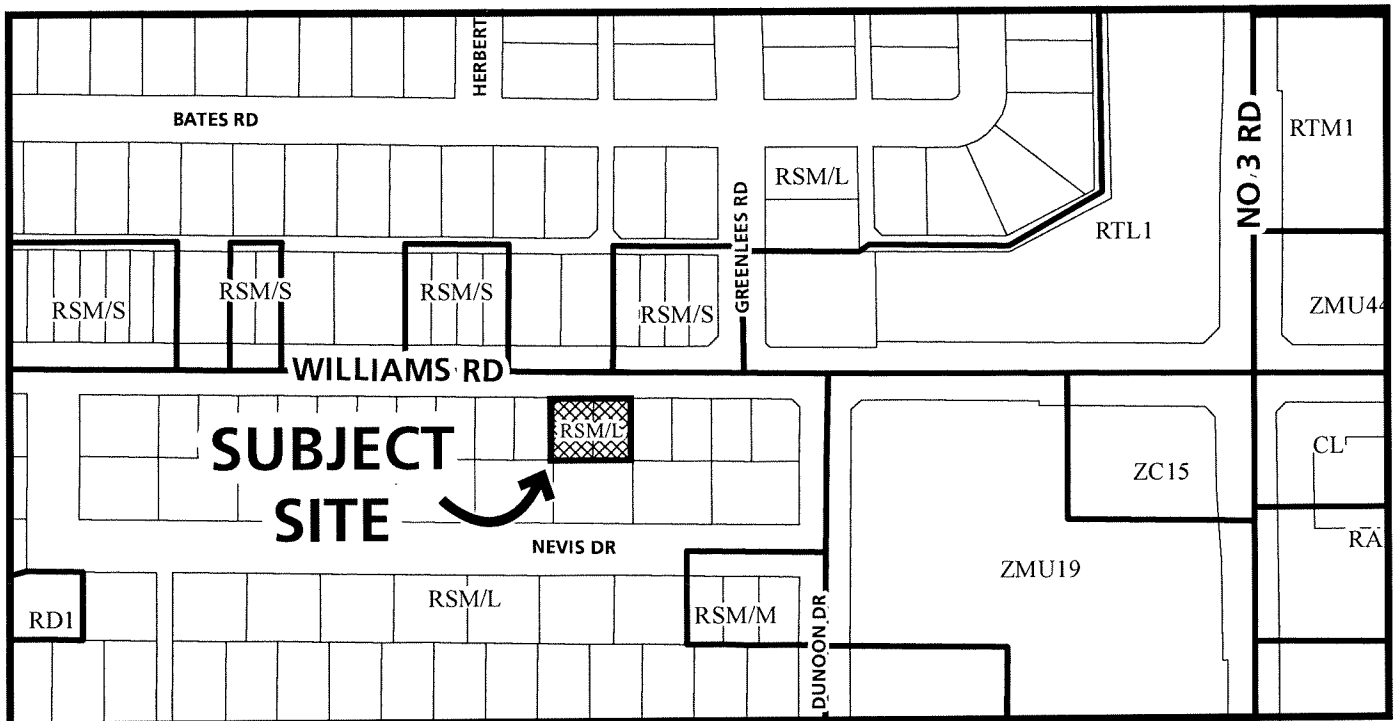 HERBERT
BATES RD
NO 3 RD
RTM1
RSM/L
GREENLEES RD
RTL1
RSM/S
RSM/S
RSM/S
RSM/S
ZMU44
WILLIAMS RD
SUBJECT
SITE
RSM/L
CL
ZC15
NEVIS DR
RA
ZMU19
RSM/L
RSM/M
RD1
DUNOON DR